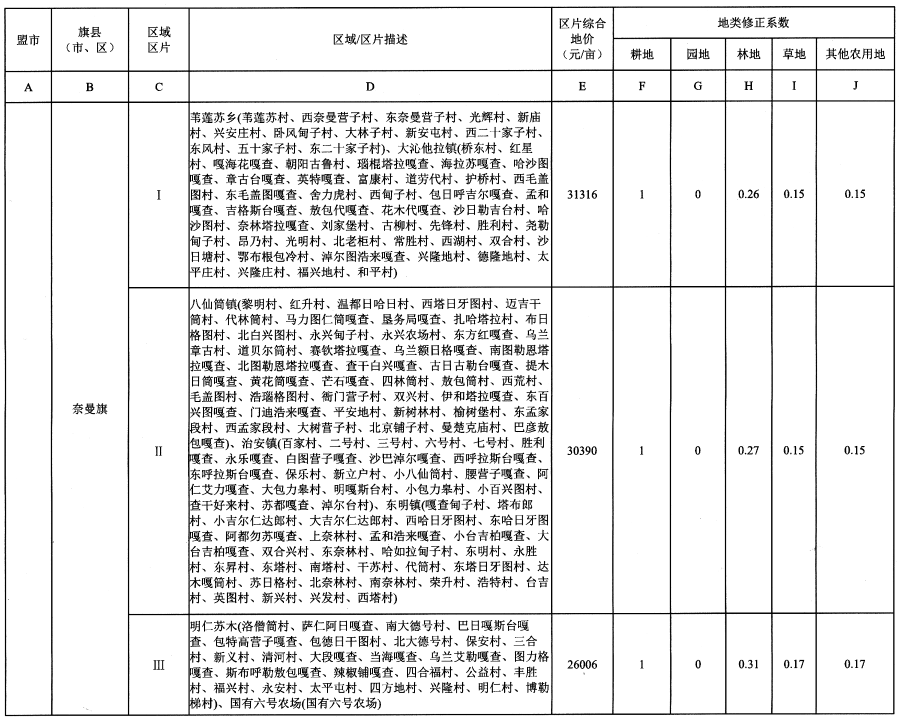 盟市 旗县（市、区） 区域区片 区域/区片描述 区片综合地价（元/亩） 地类修正系数
耕地 园地 林地 草地 其他农用地
A B C D E F G H I J
苇莲苏乡(苇莲苏村、西奈曼营子村、东奈曼营子村、光辉村、新庙
村、兴安庄村、卧风甸子村、大林子村、新安屯村、西二十家子村、
东风村、五十家子村、东二十家子村)、大沁他拉镇(桥东村、红星
村、嘎海花嘎查、朝阳古鲁村、瑙棍塔拉嘎查、海拉苏嘎查、哈沙图
嘎查、章古台嘎查、英特嘎查、富康村、道劳代村、护桥村、西毛盖
图村、东毛盖图嘎查、舍力虎村、西甸子村、包日呼吉尔嘎查、孟和
嘎查、吉格斯台嘎查、敖包代嘎查、花木代嘎查、沙日勒吉台村、哈
沙图村、奈林塔拉嘎查、刘家堡村、古柳村、先锋村、胜利村、尧勒
甸子村、昂乃村、光明村、北老柜村、常胜村、西湖村、双合村、沙
日塘村、鄂布根包冷村、淖尔图浩来嘎查、兴隆地村、德隆地村、太
平庄村、兴隆庄村、福兴地村、和平村)
Ⅰ 31316 1 0 0.26 0.15 0.15
奈曼旗
八仙筒镇(黎明村、红升村、温都日哈日村、西塔日牙图村、迈吉干
筒村、代林筒村、马力图仁筒嘎查、垦务局嘎查、扎哈塔拉村、布日
格图村、北白兴图村、永兴甸子村、永兴农场村、东方红嘎查、乌兰
章古村、道贝尔筒村、赛钦塔拉嘎查、乌兰额日格嘎查、南图勒恩塔
拉嘎查、北图勒恩塔拉嘎查、查干白兴嘎查、古日古勒台嘎查、提木
日筒嘎查、黄花筒嘎查、芒石嘎查、四林筒村、敖包筒村、西荒村、
毛盖图村、浩瑙格图村、衙门营子村、双兴村、伊和塔拉嘎查、东百
兴图嘎查、门迪浩来嘎查、平安地村、新树林村、榆树堡村、东孟家
段村、西孟家段村、大树营子村、北京铺子村、曼楚克庙村、巴彦敖
包嘎查)、治安镇(百家村、二号村、三号村、六号村、七号村、胜利
嘎查、永乐嘎查、白图营子嘎查、沙巴淖尔嘎查、西呼拉斯台嘎查、
东呼拉斯台嘎查、保乐村、新立户村、小八仙筒村、腰营子嘎查、阿
仁艾力嘎查、大包力皋村、明嘎斯台村、小包力皋村、小百兴图村、
查干好来村、苏都嘎查、淖尔台村)、东明镇(嘎查甸子村、塔布郎
村、小吉尔仁达郎村、大吉尔仁达郎村、西哈日牙图村、东哈日牙图
嘎查、阿都勿苏嘎查、上奈林村、孟和浩来嘎查、小台吉柏嘎查、大
台吉柏嘎查、双合兴村、东奈林村、哈如拉甸子村、东明村、永胜
村、东昇村、东塔村、南塔村、干苏村、代筒村、东塔日牙图村、达
木嘎筒村、苏日格村、北奈林村、南奈林村、荣升村、浩特村、台吉
村、英图村、新兴村、兴发村、西塔村)
Ⅱ 30390 1 0 0.27 0.15 0.15
明仁苏木(洛僧筒村、萨仁阿日嘎查、南大德号村、巴日嘎斯台嘎
查、包特高营子嘎查、包德日干图村、北大德号村、保安村、三合
村、新义村、清河村、大段嘎查、当海嘎查、乌兰艾勒嘎查、图力格
嘎查、斯布呼勒敖包嘎查、辣椒铺嘎查、四合福村、公益村、丰胜
村、福兴村、永安村、太平屯村、四方地村、兴隆村、明仁村、博勒
梯村)、国有六号农场(国有六号农场)
Ⅲ 26006 1 0 0.31 0.17 0.17